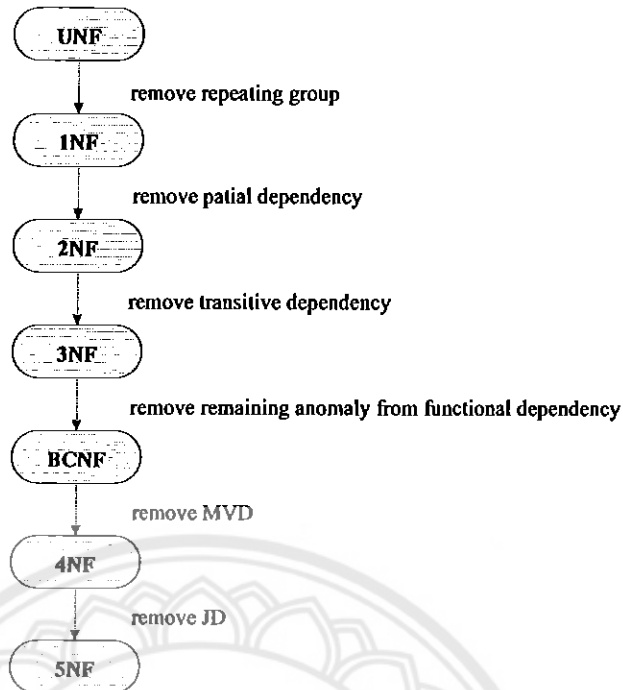 UNF
remove repeating group
1NF
remove patial dependency
2NF
remove transitive dependency
3NF
remove remaining anomaly from functional dependency
BCNF
remove MVD
4NF
remove JD
5NF